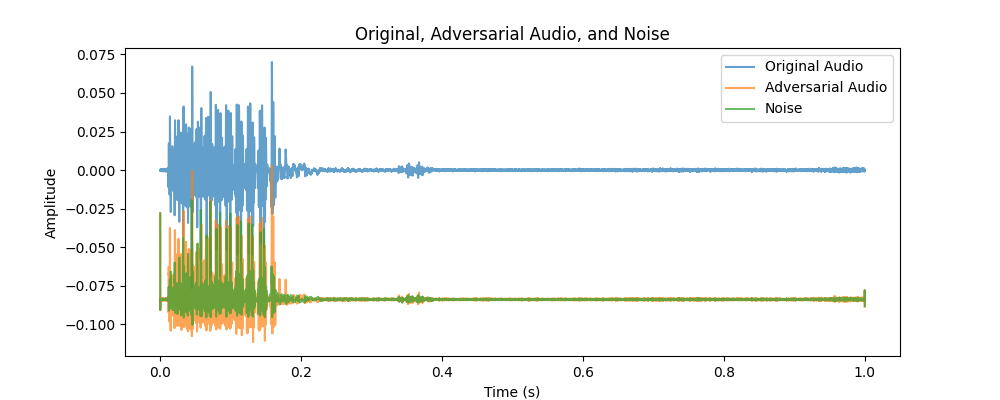 Original, Adversarial Audio, and Noise
Original Audio
Adversarial Audio
Noise
Amplitude
0.075
0.050
0.025
0.000
−0.025
−0.050
−0.075
−0.100
0.0 0.2 0.4 0.6 0.8 1.0
Time (s)